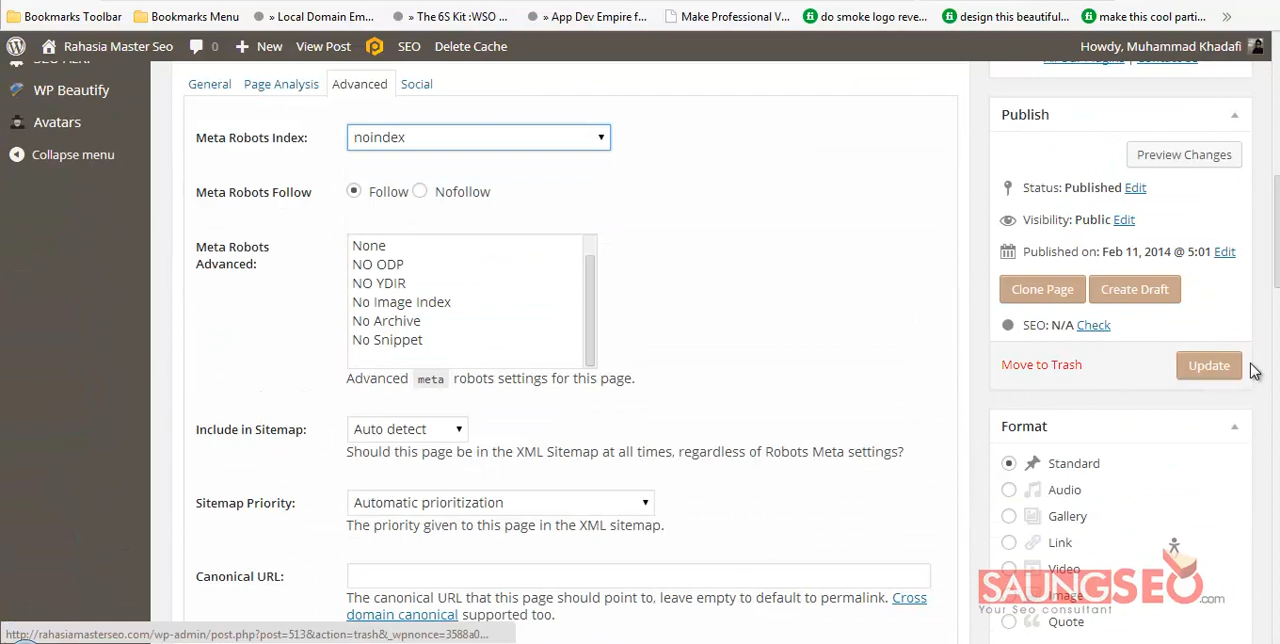 Bookmarks Toolbar Bookmarks Menu » Local Domain Em... » The 6S Kit :WSO ... » App Dev Empire f... Make Professional V... do smoke logo reve... design this beautiful... make this cool parti... »
Rahasia Master Seo 0 New View Post SEO Delete Cache Howdy, Muhammad Khadafi
WP Beautify
Avatars
Collapse menu
General Page Analysis Advanced Social
Meta Robots Index: noindex
Meta Robots Follow Follow Nofollow
Meta Robots Advanced:
None
NO ODP
NO YDIR
No Image Index
No Archive
No Snippet
Advanced meta robots settings for this page.
Include in Sitemap: Auto detect
Should this page be in the XML Sitemap at all times, regardless of Robots Meta settings?
Sitemap Priority: Automatic prioritization
The priority given to this page in the XML sitemap.
Canonical URL:
The canonical URL that this page should point to, leave empty to default to permalink. Cross
domain canonical supported too.
Publish
Preview Changes
Status: Published Edit
Visibility: Public Edit
Published on: Feb 11, 2014 @ 5:01 Edit
Clone Page Create Draft
SEO: N/A Check
Move to Trash Update
Format
Standard
Audio
Gallery
Link
Video
Image
Quote
SAUNGSEO.com
Your Seo consultant
http://rahasiamasterseo.com/wp-admin/post.php?post=513&action=trash&_wpnonce=3588a0...